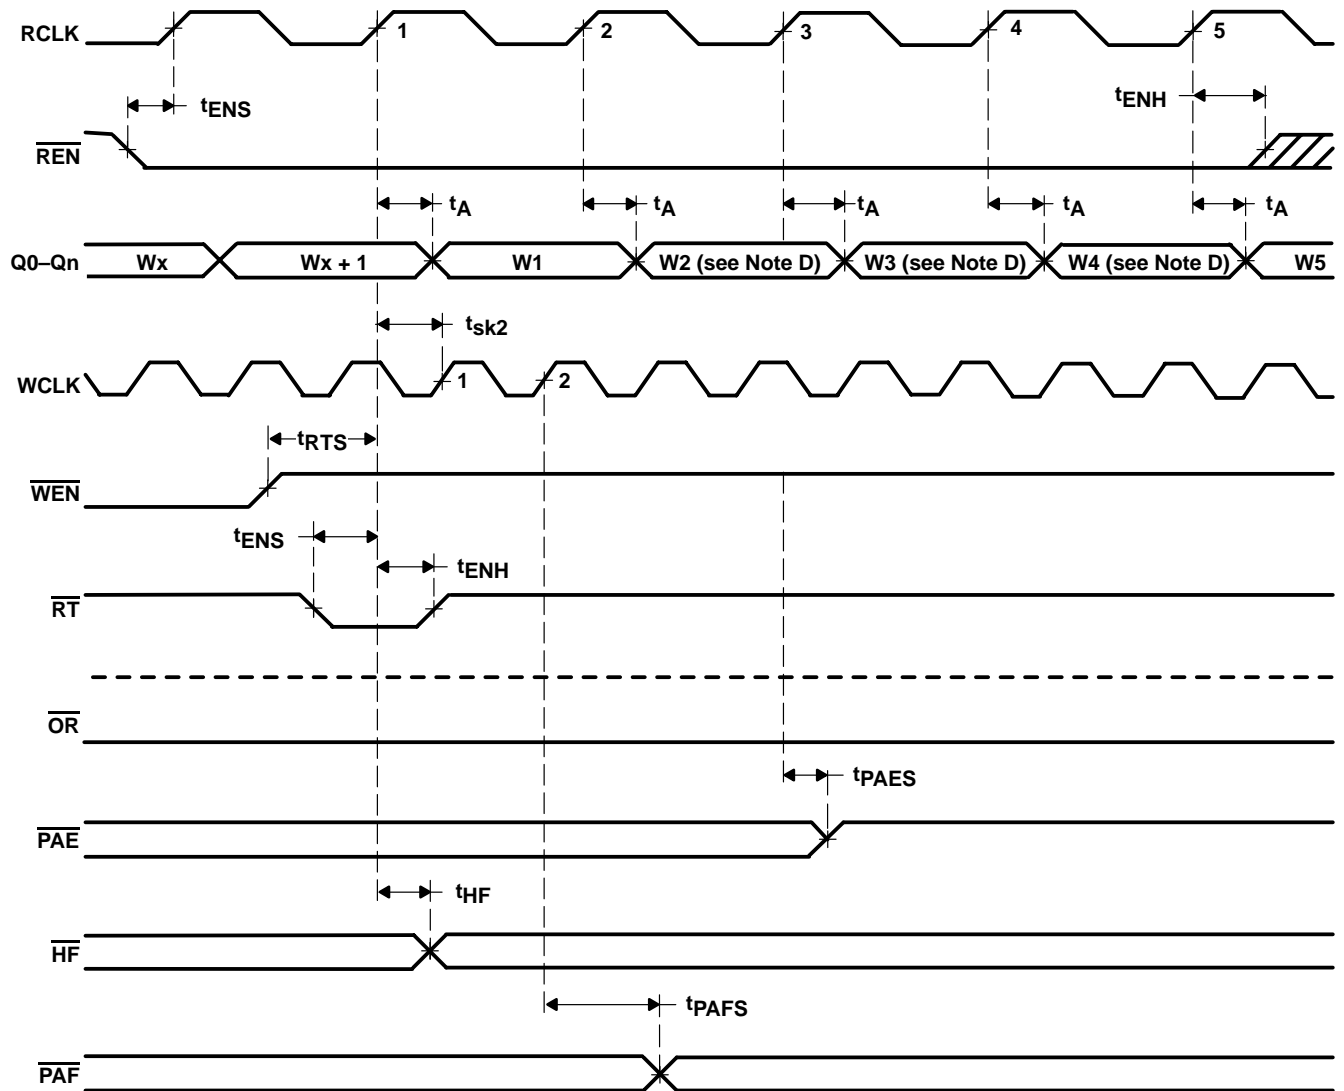 RCLK 1 2 3 4 5
tENS tENH
REN
tA tA tA tA tA
Q0–Qn Wx Wx + 1 W1 W2 (see Note D) W3 (see Note D) W4 (see Note D) W5
tsk2
WCLK 1 2
tRTS
WEN
tENS
tENH
RT
OR
tPAES
PAE
tHF
HF
tPAFS
PAF